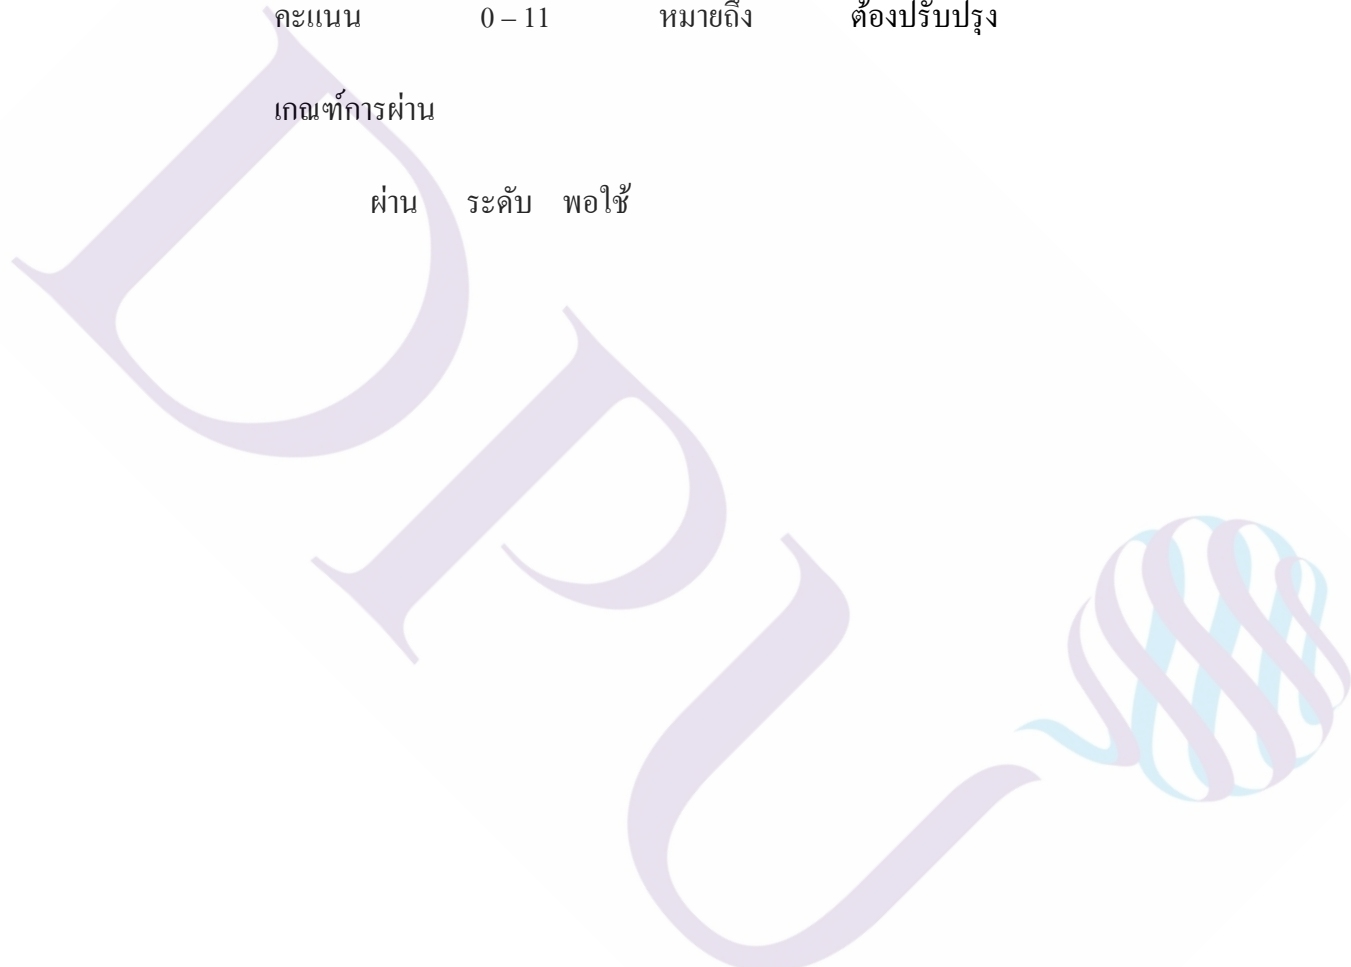 คะแนน 0 – 11 หมายถึง ต้องปรับปรุง
เกณฑ์การผ่าน
ผ่าน ระดับ พอใช้
DPU